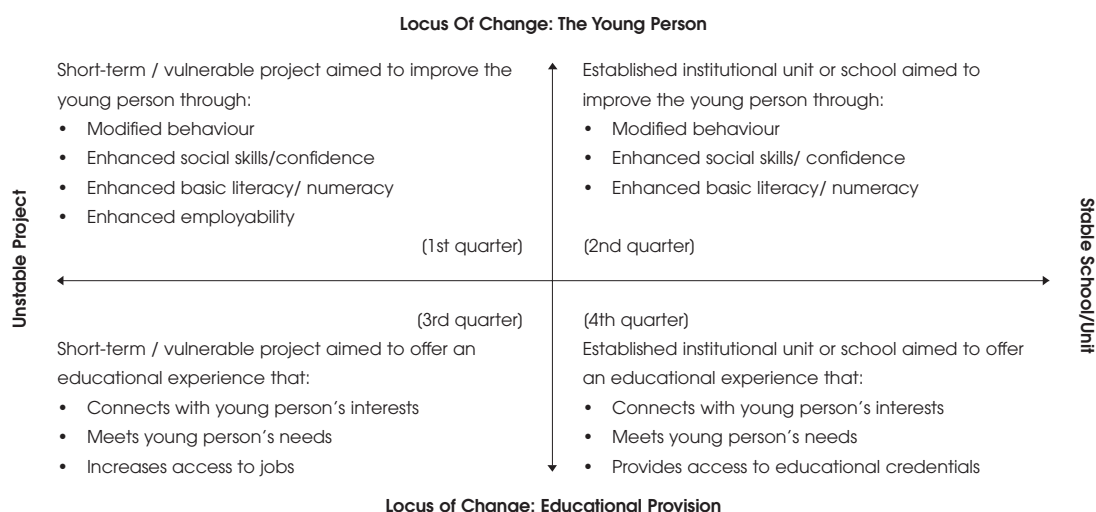 Locus Of Change: The Young Person
Short-term / vulnerable project aimed to improve the
young person through:
• Modified behaviour
• Enhanced social skills/confidence
• Enhanced basic literacy/ numeracy
• Enhanced employability
(1st quarter)
Established institutional unit or school aimed to
improve the young person through:
• Modified behaviour
• Enhanced social skills/ confidence
• Enhanced basic literacy/ numeracy
(2nd quarter)
Unstable Project
Stable School/Unit
(3rd quarter)
Short-term / vulnerable project aimed to offer an
educational experience that:
• Connects with young person's interests
• Meets young person's needs
• Increases access to jobs
(4th quarter)
Established institutional unit or school aimed to offer
an educational experience that:
• Connects with young person's interests
• Meets young person's needs
• Provides access to educational credentials
Locus of Change: Educational Provision